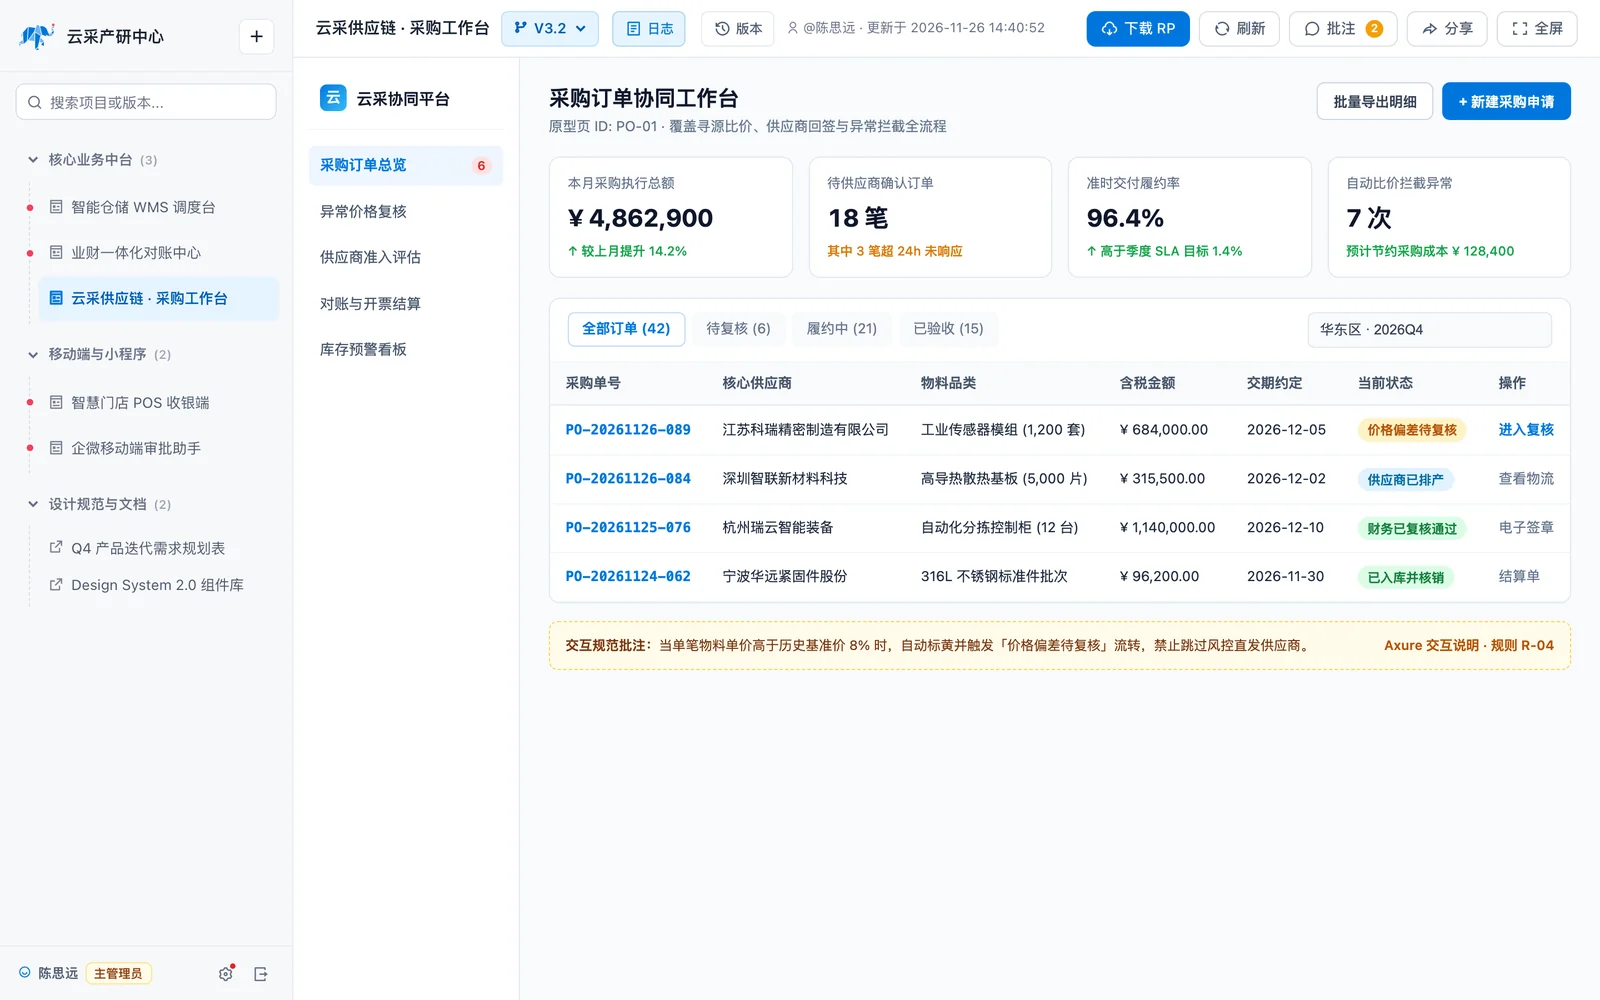 云采产研中心
+
搜索项目或版本...
核心业务中台 (3)
智能仓储 WMS 调度台
业财一体化对账中心
云采供应链 · 采购工作台
移动端与小程序 (2)
智慧门店 POS 收银端
企微移动端审批助手
设计规范与文档 (2)
Q4 产品迭代需求规划表
Design System 2.0 组件库
陈思远 主管理员
云采供应链 · 采购工作台 V3.2 日志 版本 @陈思远 · 更新于 2026-11-26 14:40:52 下载 RP 刷新 批注 2 分享 全屏
云 云采协同平台
采购订单总览 6
异常价格复核
供应商准入评估
对账与开票结算
库存预警看板
采购订单协同工作台
原型页 ID: PO-01 · 覆盖寻源比价、供应商回签与异常拦截全流程
批量导出明细 + 新建采购申请
本月采购执行总额
¥ 4,862,900
↑ 较上月提升 14.2%
待供应商确认订单
18 笔
其中 3 笔超 24h 未响应
准时交付履约率
96.4%
↑ 高于季度 SLA 目标 1.4%
自动比价拦截异常
7 次
预计节约采购成本 ¥ 128,400
全部订单 (42) 待复核 (6) 履约中 (21) 已验收 (15) 华东区 · 2026Q4
采购单号 核心供应商 物料品类 含税金额 交期约定 当前状态 操作
PO-20261126-089 江苏科瑞精密制造有限公司 工业传感器模组 (1,200 套) ¥ 684,000.00 2026-12-05 价格偏差待复核 进入复核
PO-20261126-084 深圳智联新材料科技 高导热散热基板 (5,000 片) ¥ 315,500.00 2026-12-02 供应商已排产 查看物流
PO-20261125-076 杭州瑞云智能装备 自动化分拣控制柜 (12 台) ¥ 1,140,000.00 2026-12-10 财务已复核通过 电子签章
PO-20261124-062 宁波华远紧固件股份 316L 不锈钢标准件批次 ¥ 96,200.00 2026-11-30 已入库并核销 结算单
交互规范批注：当单笔物料单价高于历史基准价 8% 时，自动标黄并触发「价格偏差待复核」流转，禁止跳过风控直发供应商。 Axure 交互说明 · 规则 R-04